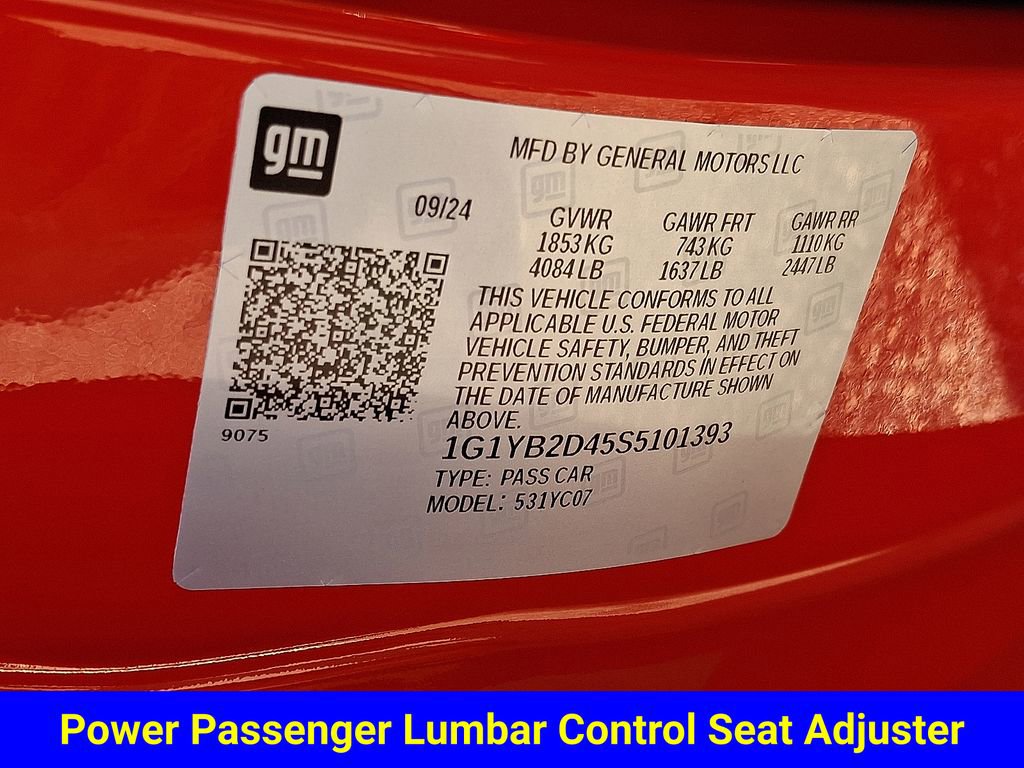 gm
MFD BY GENERAL MOTORS LLC
09/24
GVWR GAWR FRT GAWR RR
1853 KG 743 KG 1110 KG
4084 LB 1637 LB 2447 LB
THIS VEHICLE CONFORMS TO ALL
APPLICABLE U.S. FEDERAL MOTOR
VEHICLE SAFETY, BUMPER, AND THEFT
PREVENTION STANDARDS IN EFFECT ON
THE DATE OF MANUFACTURE SHOWN
ABOVE.
9075
1G1YB2D45S5101393
TYPE: PASS CAR
MODEL: 531YC07
Power Passenger Lumbar Control Seat Adjuster